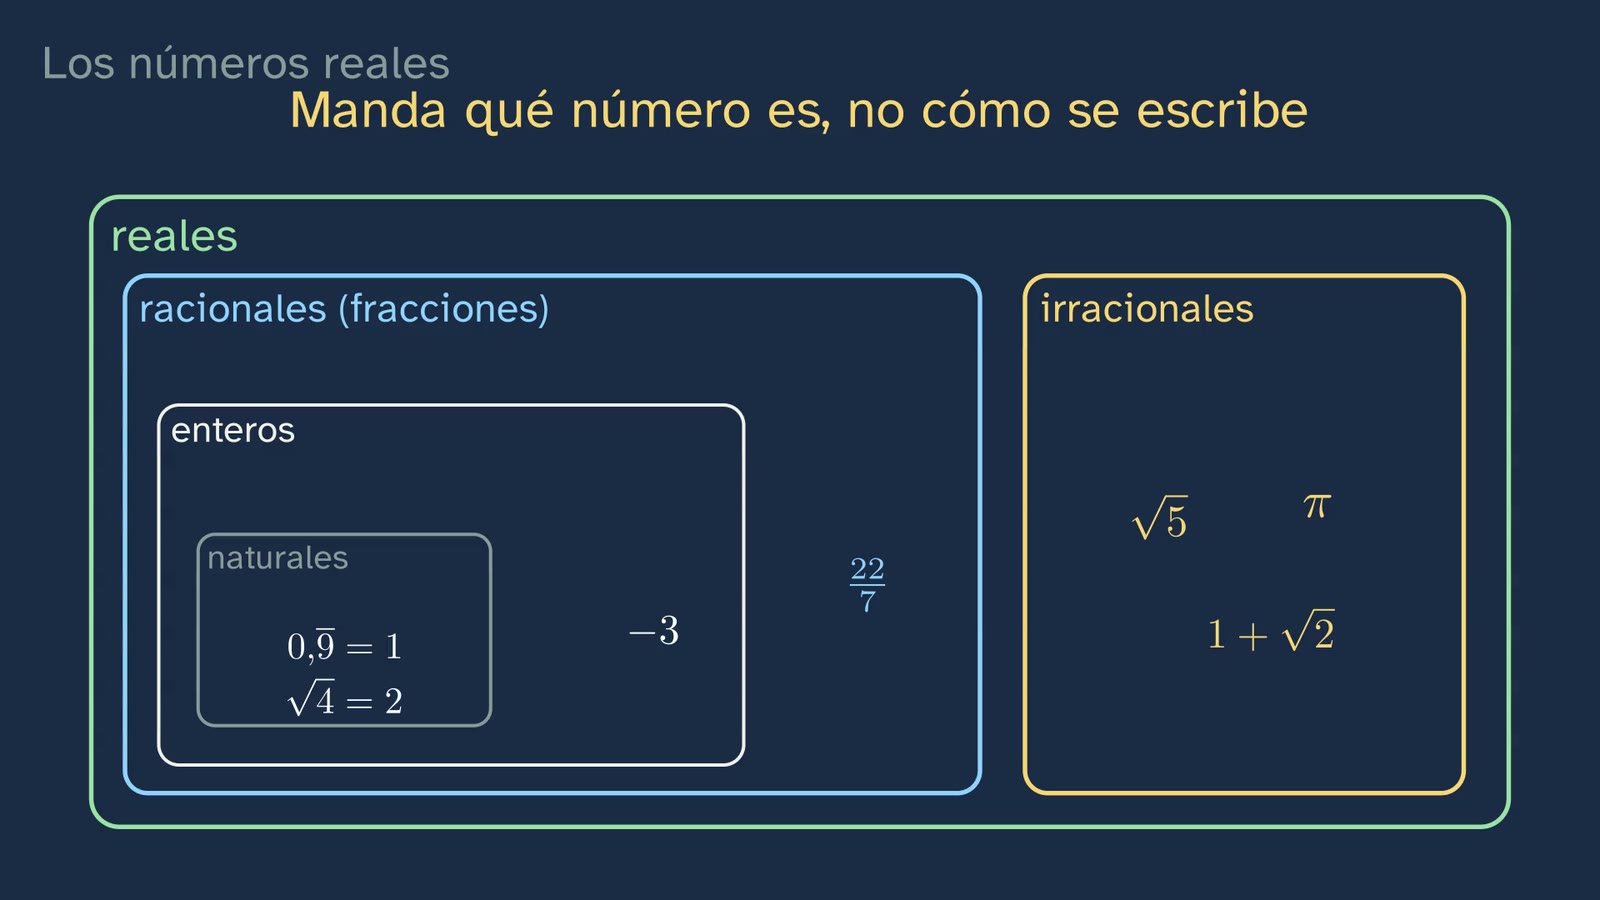 Los números reales
Manda qué número es, no cómo se escribe
reales
racionales (fracciones)
irracionales
enteros
naturales
√5
π
22/7
0,9̅ = 1
−3
1 + √2
√4 = 2